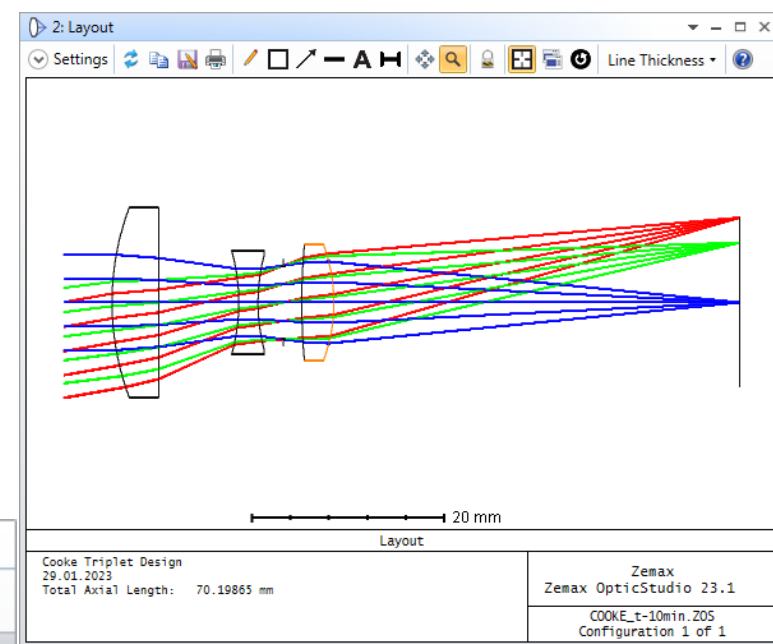 2: Layout
Settings
A
Line Thickness
20 mm
Layout
Cooke Triplet Design
29.01.2023
Total Axial Length: 70.19865 mm
Zemax
Zemax OpticStudio 23.1
COOKE_t-10min.ZOS
Configuration 1 of 1